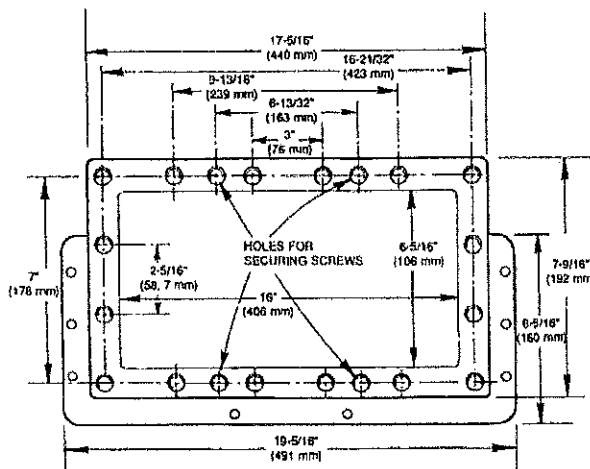 17-5/16"
(440 mm)
16-21/32"
(423 mm)
9-13/16"
(239 mm)
6-13/32"
(163 mm)
3"
(76 mm)
HOLES FOR
SECURING SCREWS
7"
(178 mm)
2-5/16"
(58, 7 mm)
16"
(406 mm)
6-5/16"
(106 mm)
7-9/16"
(192 mm)
6-5/16"
(160 mm)
19-5/16"
(491 mm)